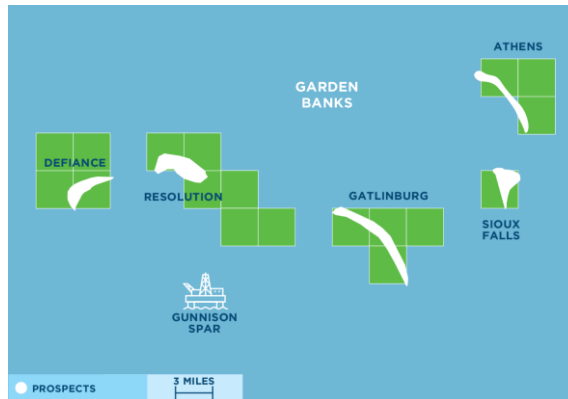 ATHENS
GARDEN
BANKS
DEFIANCE
RESOLUTION
GATLINBURG
SIOUX
FALLS
GUNNISON
SPAR
PROSPECTS
3 MILES